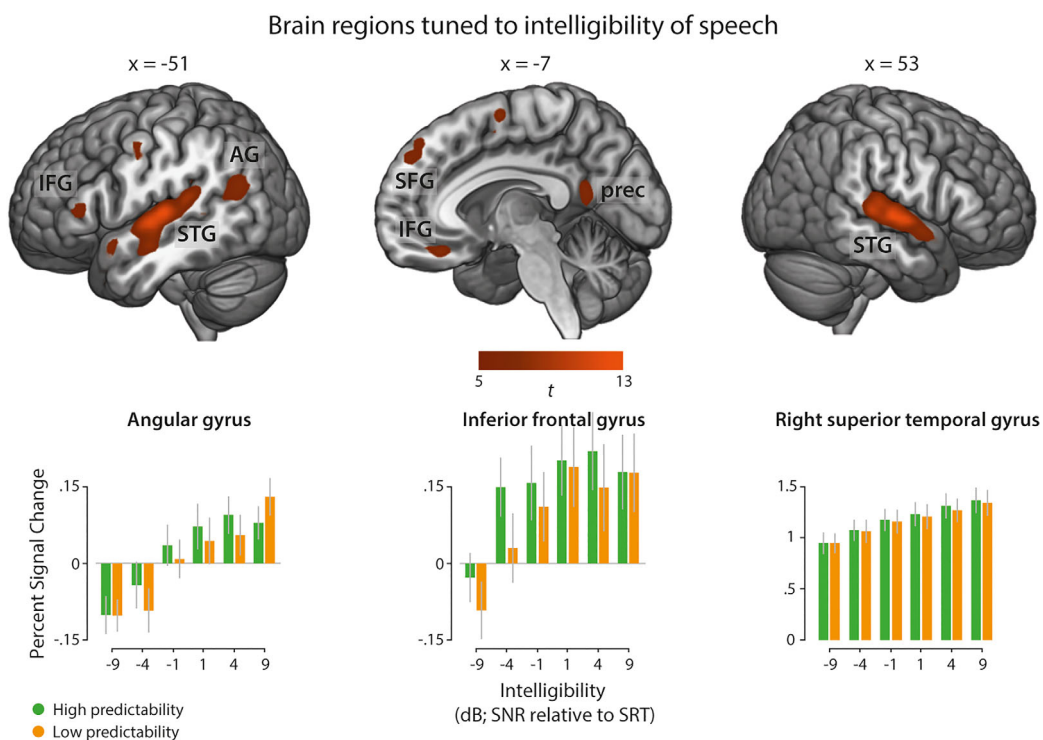 Brain regions tuned to intelligibility of speech
x = -51
x = -7
x = 53
IFG
AG
STG
SFG
IFG
prec
STG
5
13
t
Angular gyrus
Inferior frontal gyrus
Right superior temporal gyrus
Percent Signal Change
.15
0
-.15
-9 -4 -1 1 4 9
.15
0
-.15
-9 -4 -1 1 4 9
1.5
1
.5
0
-9 -4 -1 1 4 9
Intelligibility
(dB; SNR relative to SRT)
High predictability
Low predictability